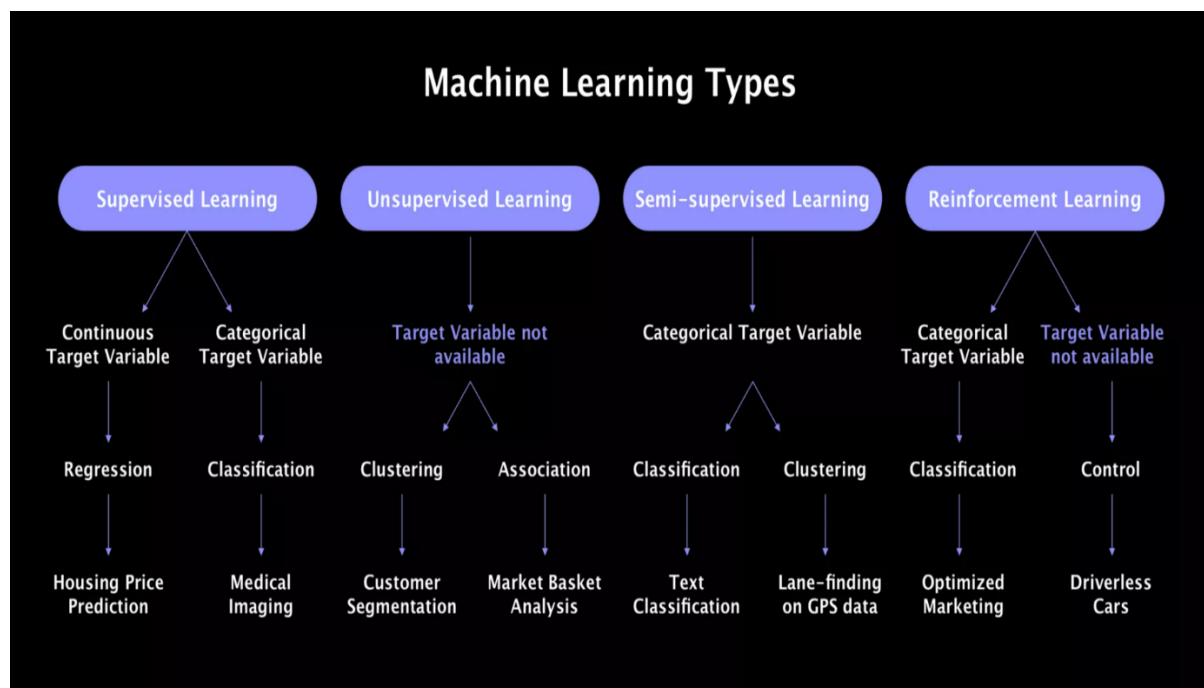 Machine Learning Types
Supervised Learning
Unsupervised Learning
Semi-supervised Learning
Reinforcement Learning
Continuous
Target Variable
Categorical
Target Variable
Target Variable not
available
Categorical Target Variable
Categorical
Target Variable
Target Variable
not available
Regression
Classification
Clustering
Association
Classification
Clustering
Classification
Control
Housing Price
Prediction
Medical
Imaging
Customer
Segmentation
Market Basket
Analysis
Text
Classification
Lane-finding
on GPS data
Optimized
Marketing
Driverless
Cars